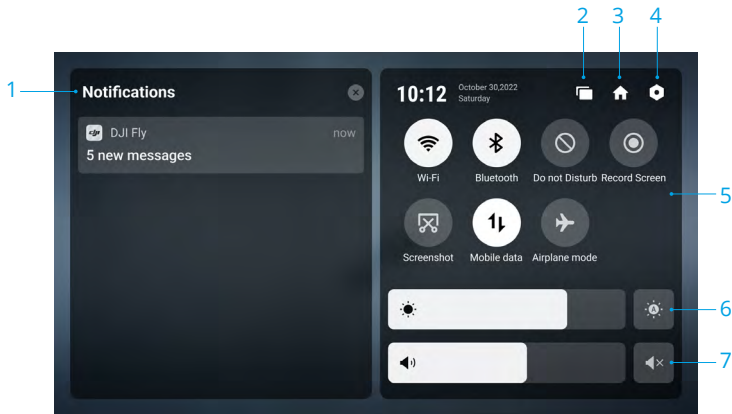 2 3 4
1
Notifications
DJI Fly now
5 new messages
10:12 October 30,2022
Saturday
Wi-Fi Bluetooth Do not Disturb Record Screen
5
Screenshot Mobile data Airplane mode
A
6
7